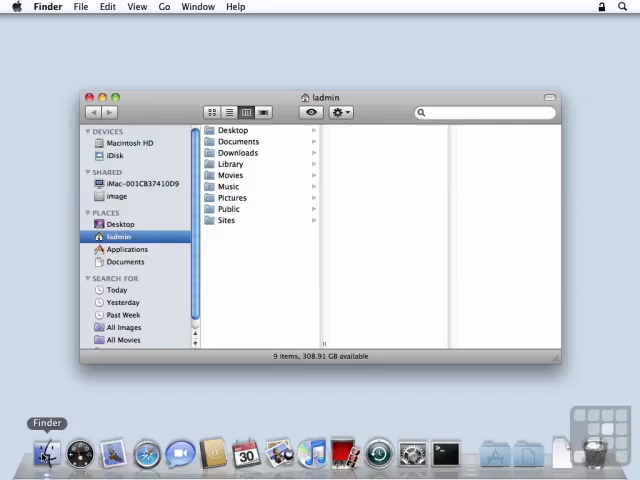 Finder File Edit View Go Window Help
ladmin
DEVICES
Macintosh HD
iDisk
SHARED
iMac-001CB37410D9
image
PLACES
Desktop
ladmin
Applications
Documents
SEARCH FOR
Today
Yesterday
Past Week
All Images
All Movies
Desktop
Documents
Downloads
Library
Movies
Music
Pictures
Public
Sites
9 items, 308.91 GB available
Finder
30